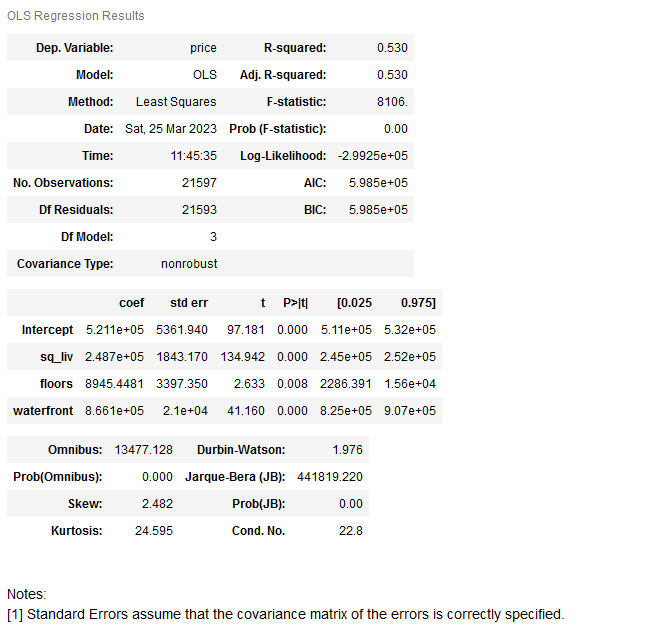 OLS Regression Results
Dep. Variable: price R-squared: 0.530
Model: OLS Adj. R-squared: 0.530
Method: Least Squares F-statistic: 8106.
Date: Sat, 25 Mar 2023 Prob (F-statistic): 0.00
Time: 11:45:35 Log-Likelihood: -2.9925e+05
No. Observations: 21597 AIC: 5.985e+05
Df Residuals: 21593 BIC: 5.985e+05
Df Model: 3
Covariance Type: nonrobust
coef std err t P>|t| [0.025 0.975]
Intercept 5.211e+05 5361.940 97.181 0.000 5.11e+05 5.32e+05
sq_liv 2.487e+05 1843.170 134.942 0.000 2.45e+05 2.52e+05
floors 8945.4481 3397.350 2.633 0.008 2286.391 1.56e+04
waterfront 8.661e+05 2.1e+04 41.160 0.000 8.25e+05 9.07e+05
Omnibus: 13477.128 Durbin-Watson: 1.976
Prob(Omnibus): 0.000 Jarque-Bera (JB): 441819.220
Skew: 2.482 Prob(JB): 0.00
Kurtosis: 24.595 Cond. No. 22.8
Notes:
[1] Standard Errors assume that the covariance matrix of the errors is correctly specified.